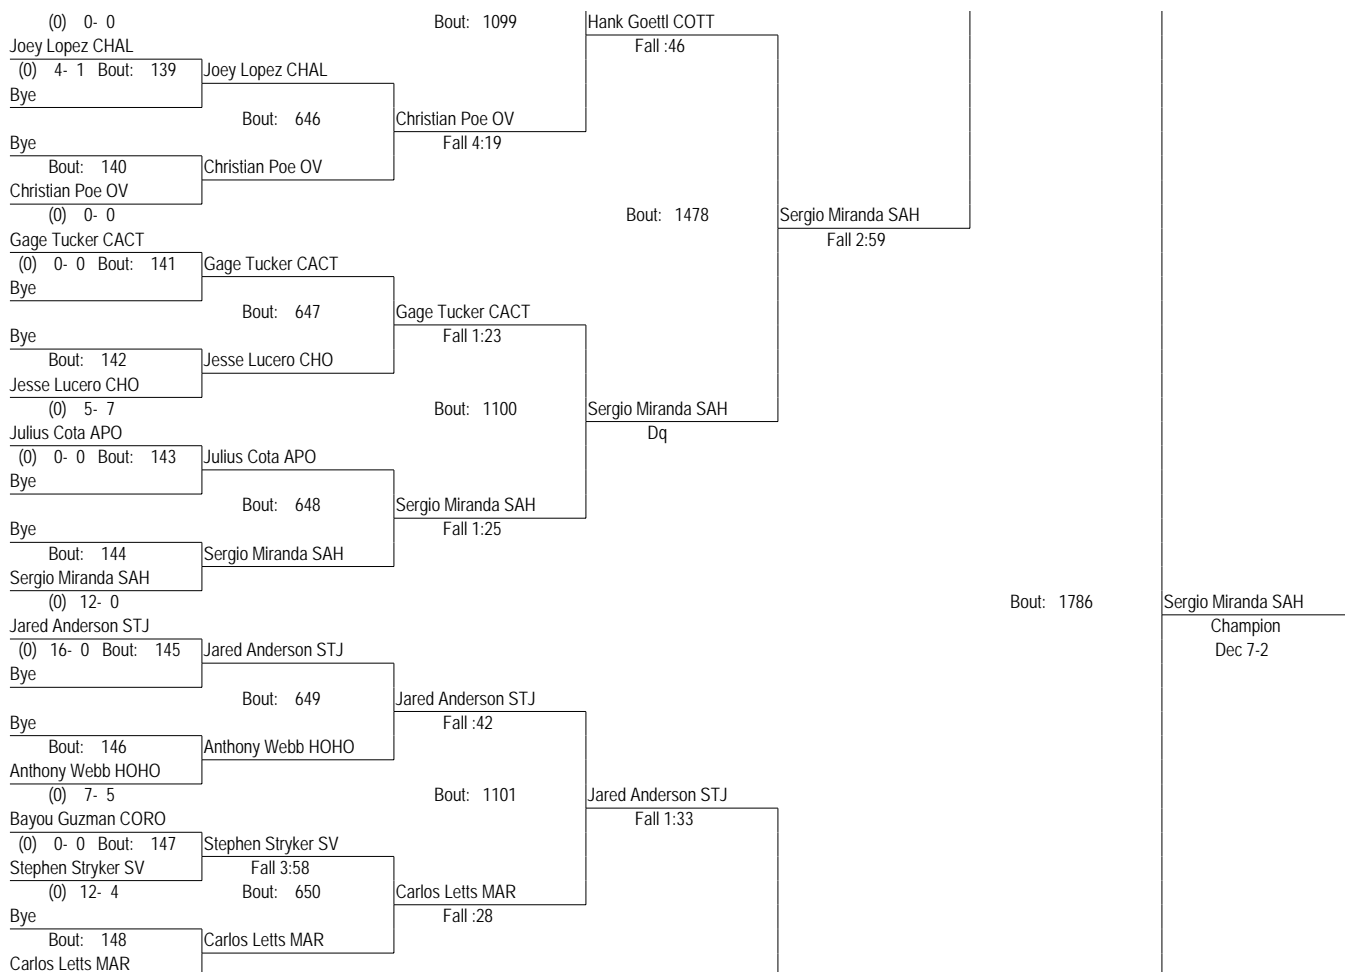 (0) 0- 0 Bout: 1099 Hank Goettl COTT
Joey Lopez CHAL Fall :46
(0) 4- 1 Bout: 139 Joey Lopez CHAL
Bye
Bout: 646 Christian Poe OV
Bye Fall 4:19
Bout: 140 Christian Poe OV
Christian Poe OV
(0) 0- 0 Bout: 1478 Sergio Miranda SAH
Gage Tucker CACT Fall 2:59
(0) 0- 0 Bout: 141 Gage Tucker CACT
Bye
Bout: 647 Gage Tucker CACT
Bye Fall 1:23
Bout: 142 Jesse Lucero CHO
Jesse Lucero CHO
(0) 5- 7 Bout: 1100 Sergio Miranda SAH
Julius Cota APO Dq
(0) 0- 0 Bout: 143 Julius Cota APO
Bye
Bout: 648 Sergio Miranda SAH
Bye Fall 1:25
Bout: 144 Sergio Miranda SAH
Sergio Miranda SAH
(0) 12- 0 Bout: 1786 Sergio Miranda SAH
Jared Anderson STJ Champion
(0) 16- 0 Bout: 145 Jared Anderson STJ Dec 7-2
Bye
Bout: 649 Jared Anderson STJ
Bye Fall :42
Bout: 146 Anthony Webb HOHO
Anthony Webb HOHO
(0) 7- 5 Bout: 1101 Jared Anderson STJ
Bayou Guzman CORO Fall 1:33
(0) 0- 0 Bout: 147 Stephen Stryker SV
Stephen Stryker SV Fall 3:58
(0) 12- 4 Bout: 650 Carlos Letts MAR
Bye Fall :28
Bout: 148 Carlos Letts MAR
Carlos Letts MAR